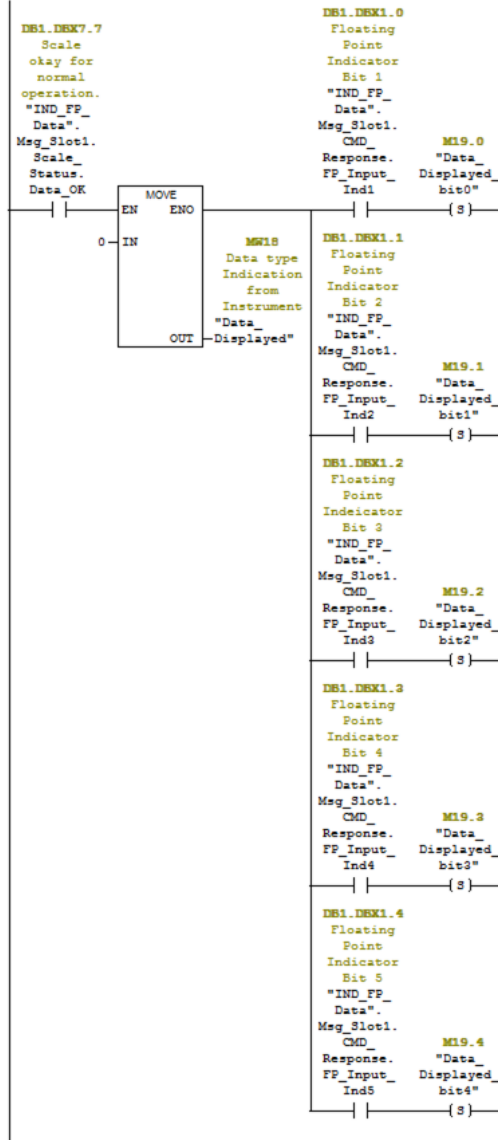 DB1.DBX7.7
Scale
okay for
normal
operation.
"IND_FP_
Data".
Msg_Slot1.
Scale_
Status.
Data_OK
MOVE
EN ENO
0 IN
OUT
MW18
Data type
Indication
from
Instrument
"Data_
Displayed"
DB1.DBX1.0
Floating
Point
Indicator
Bit 1
"IND_FP_
Data".
Msg_Slot1.
CMD_
Response.
FP_Input_
Ind1
M19.0
"Data_
Displayed_
bit0"
S
DB1.DBX1.1
Floating
Point
Indicator
Bit 2
"IND_FP_
Data".
Msg_Slot1.
CMD_
Response.
FP_Input_
Ind2
M19.1
"Data_
Displayed_
bit1"
S
DB1.DBX1.2
Floating
Point
Indeicator
Bit 3
"IND_FP_
Data".
Msg_Slot1.
CMD_
Response.
FP_Input_
Ind3
M19.2
"Data_
Displayed_
bit2"
S
DB1.DBX1.3
Floating
Point
Indicator
Bit 4
"IND_FP_
Data".
Msg_Slot1.
CMD_
Response.
FP_Input_
Ind4
M19.3
"Data_
Displayed_
bit3"
S
DB1.DBX1.4
Floating
Point
Indicator
Bit 5
"IND_FP_
Data".
Msg_Slot1.
CMD_
Response.
FP_Input_
Ind5
M19.4
"Data_
Displayed_
bit4"
S